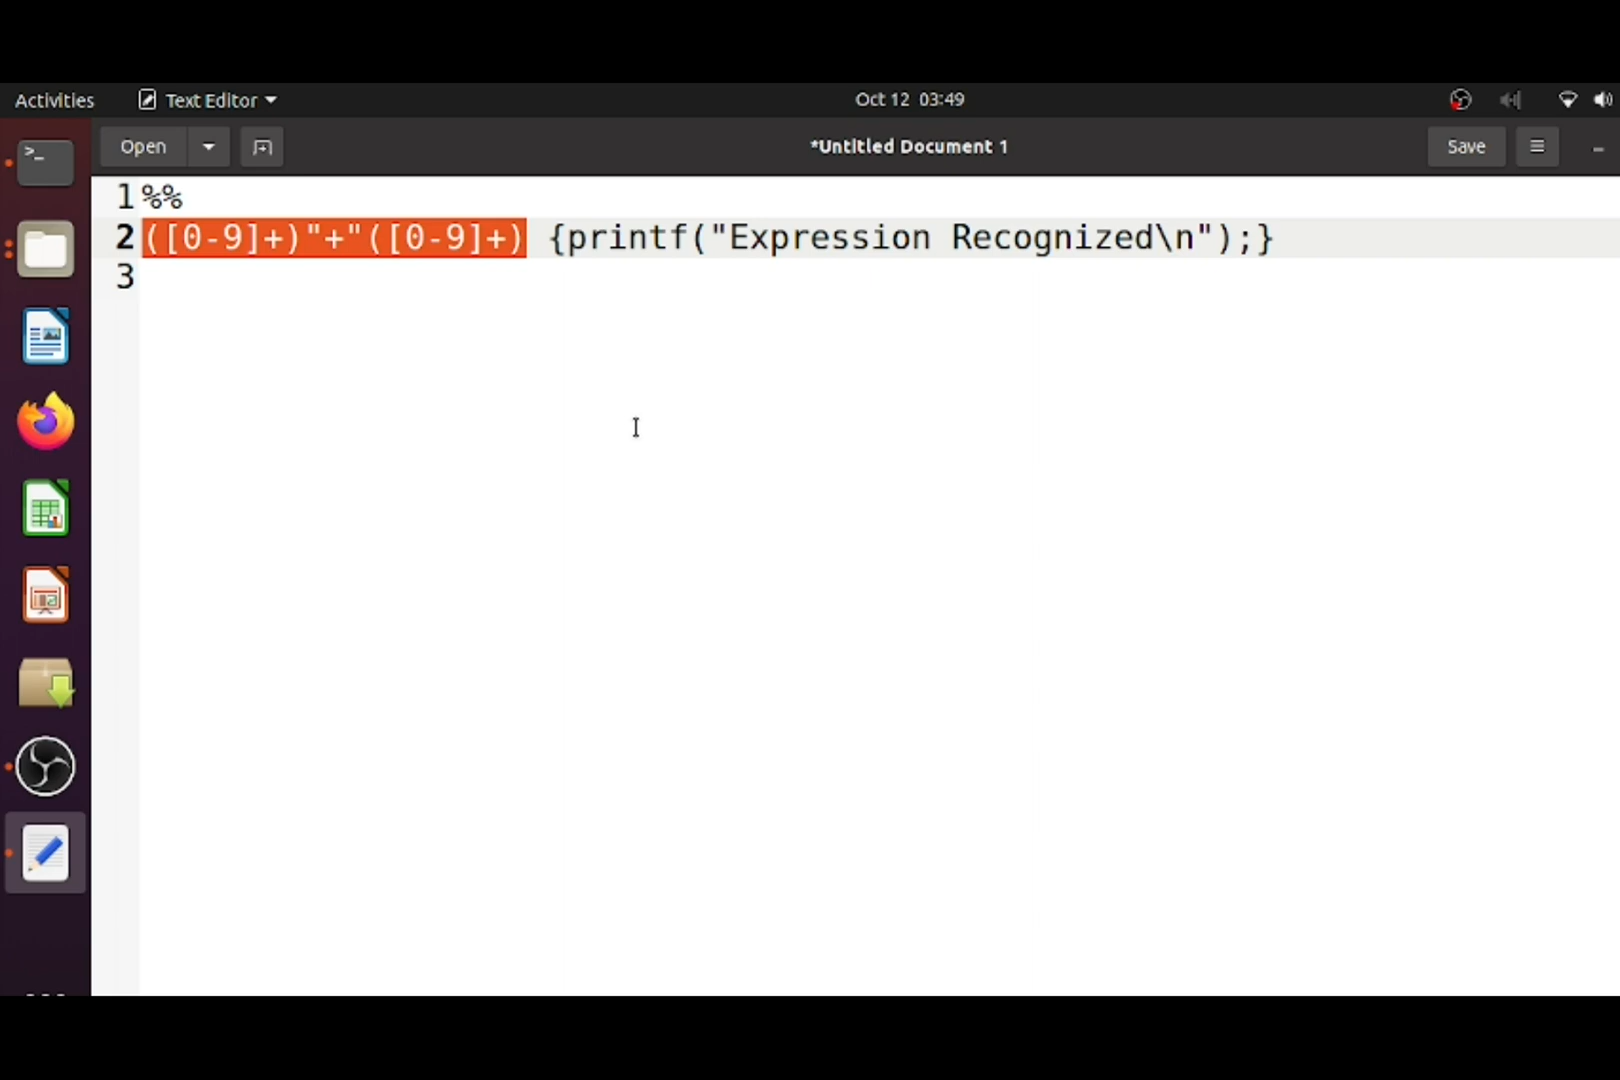 Activities Text Editor Oct 12 03:49
Open *Untitled Document 1 Save
1 %%
2 ([0-9]+)"+"([0-9]+) {printf("Expression Recognized\n");}
3